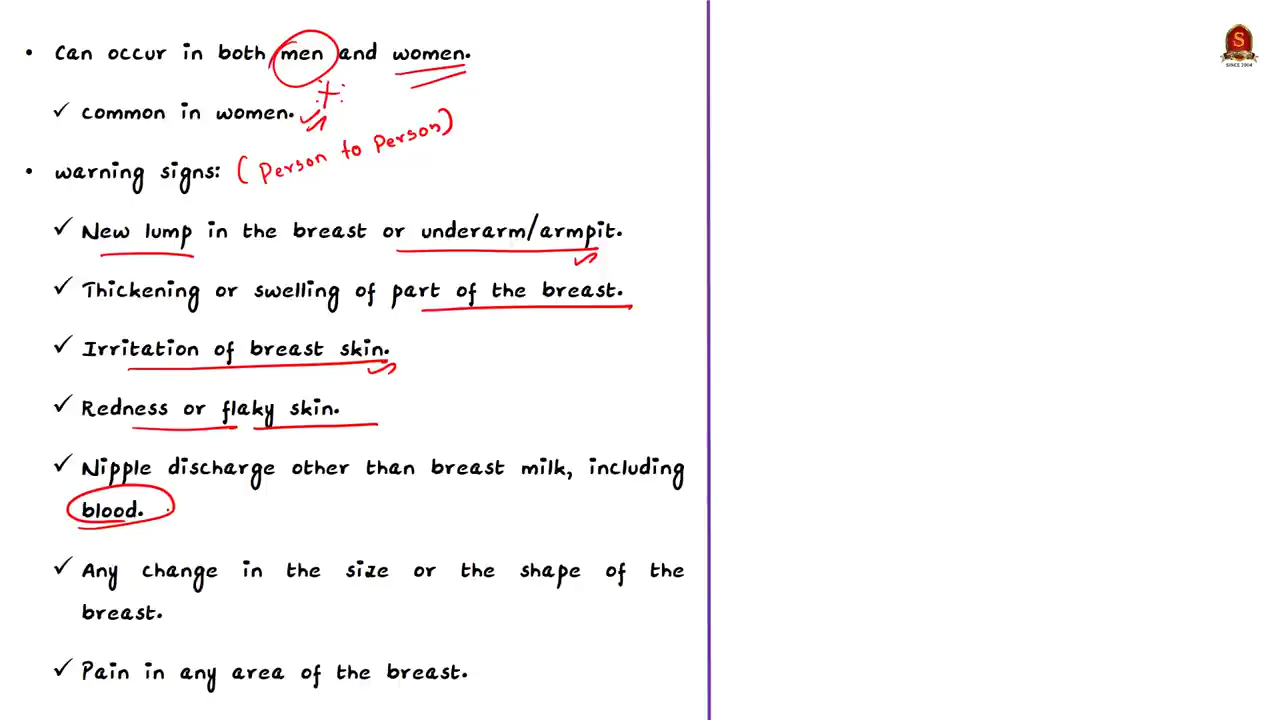 • Can occur in both men and women.
✓ Common in women.
• Warning signs: (Person to Person)
✓ New lump in the breast or underarm/armpit.
✓ Thickening or swelling of part of the breast.
✓ Irritation of breast skin.
✓ Redness or flaky skin.
✓ Nipple discharge other than breast milk, including
blood.
✓ Any change in the size or the shape of the
breast.
✓ Pain in any area of the breast.
S
SINCE 2004